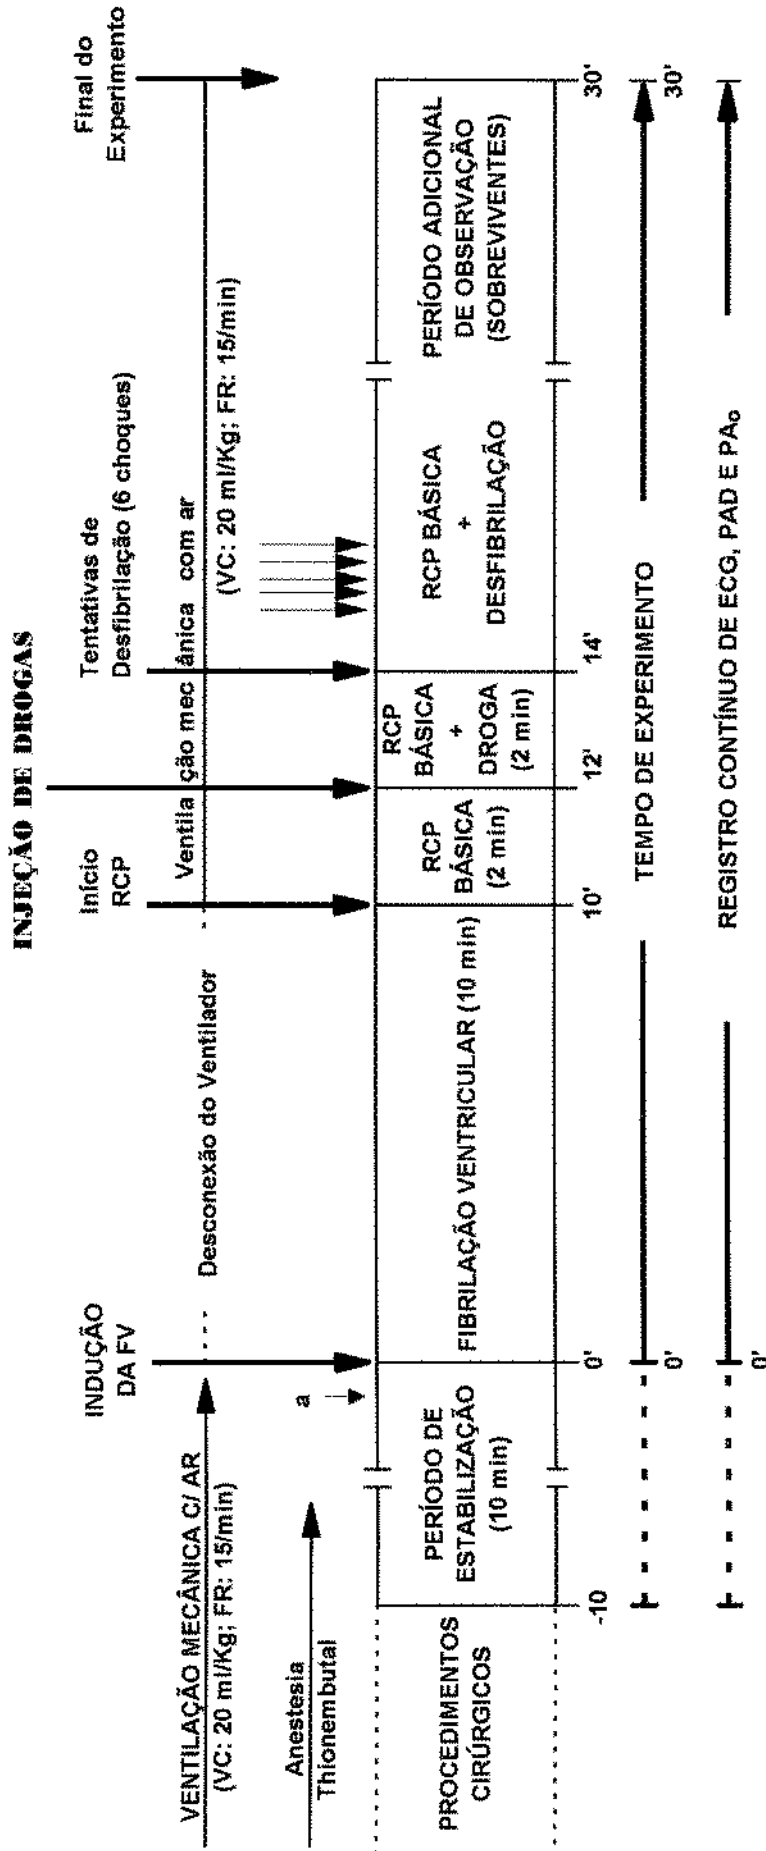 INJEÇÃO DE DROGAS
INDUÇÃO
DA FV
Início
RCP
Tentativas de
Desfibrilação (6 choques)
Final do
Experimento
VENTILAÇÃO MECÂNICA C/ AR
(VC: 20 ml/Kg; FR: 15/min)
Desconexão do Ventilador
Ventilação mecânica com ar
(VC: 20 ml/Kg; FR: 15/min)
Anestesia
Thionembutal
a
PROCEDIMENTOS
CIRÚRGICOS
PERÍODO DE
ESTABILIZAÇÃO
(10 min)
FIBRILAÇÃO VENTRICULAR (10 min)
RCP
BÁSICA
(2 min)
RCP
BÁSICA
+
DROGA
(2 min)
RCP BÁSICA
+
DESFIBRILAÇÃO
PERÍODO ADICIONAL
DE OBSERVAÇÃO
(SOBREVIVENTES)
-10
0'
10'
12'
14'
30'
TEMPO DE EXPERIMENTO
0'
30'
REGISTRO CONTÍNUO DE ECG, PAD E PAo
0'